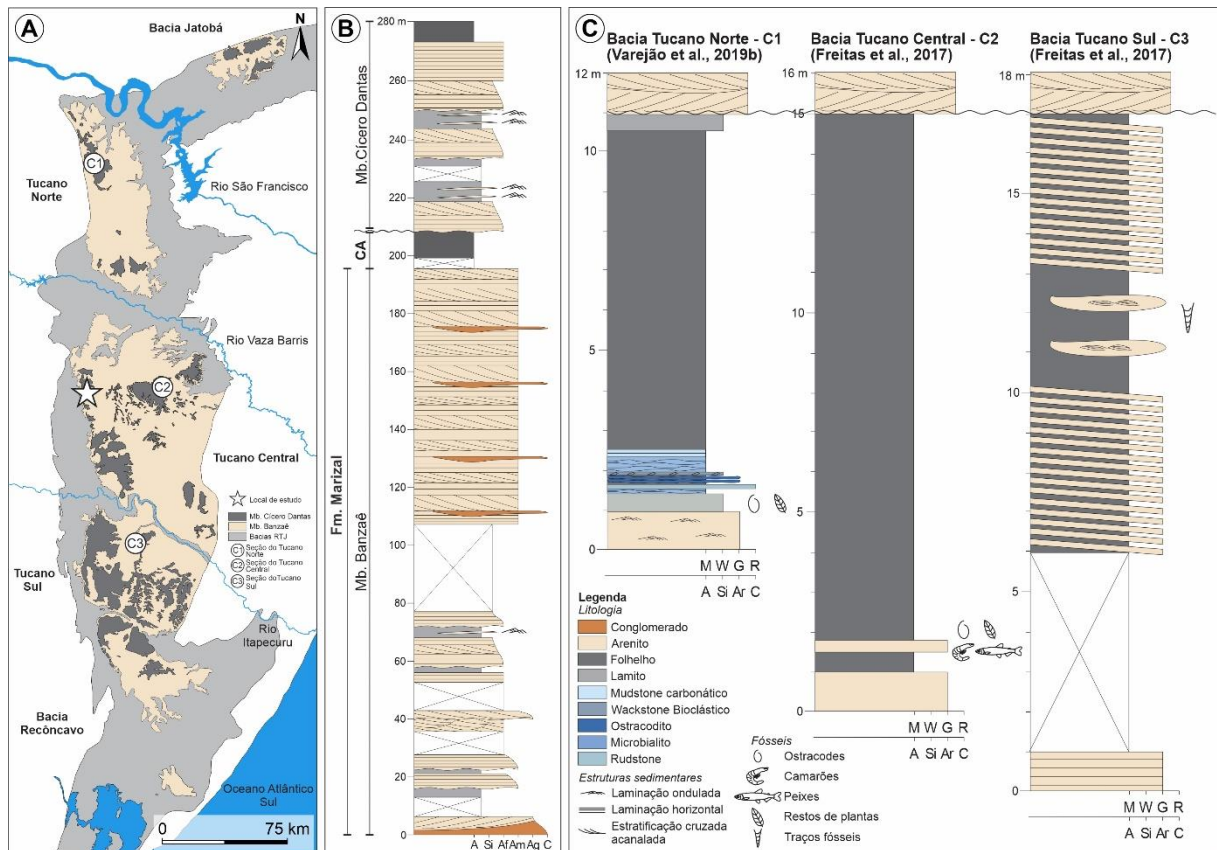 A
N
Bacia Jatobá
C1
Tucano
Norte
Rio São Francisco
Rio Vaza Barris
C2
Tucano Central
Local de estudo
Mb. Cícero Dantas
Mb. Banzaê
Bacias RTJ
C1 Seção do Tucano
Norte
C2 Seção do Tucano
Central
C3 Seção doTucano
Sul
C3
Tucano
Sul
Rio
Itapecuru
Bacia
Recôncavo
Oceano Atlântico
Sul
0 75 km
B
280 m
260
240
220
200
180
160
140
120
100
80
60
40
20
0
Mb.Cícero Dantas
CA
Fm. Marizal
Mb. Banzaê
A Si Af Am Ag C
C
Bacia Tucano Norte - C1
(Varejão et al., 2019b)
12 m
10
5
0
M W G R
A Si Ar C
Bacia Tucano Central - C2
(Freitas et al., 2017)
16 m
15
10
5
0
M W G R
A Si Ar C
Bacia Tucano Sul - C3
(Freitas et al., 2017)
18 m
15
10
5
0
M W G R
A Si Ar C
Legenda
Litologia
Conglomerado
Arenito
Folhelho
Lamito
Mudstone carbonático
Wackstone Bioclástico
Ostracodito
Microbialito
Rudstone
Estruturas sedimentares
Laminação ondulada
Laminação horizontal
Estratificação cruzada
acanalada
Fósseis
Ostracodes
Camarões
Peixes
Restos de plantas
Traços fósseis